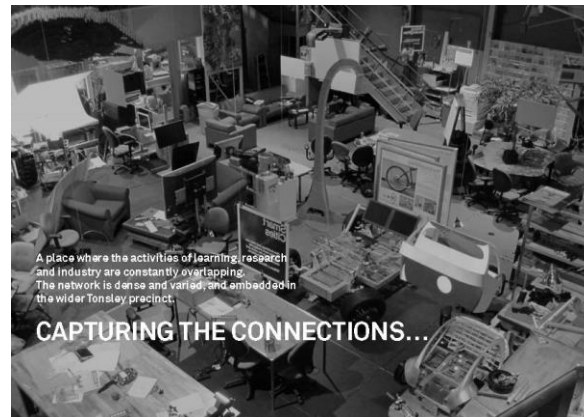 A place where the activities of learning, research
and industry are constantly overlapping.
The network is dense and varied, and embedded in
the wider Tonsley precinct.
CAPTURING THE CONNECTIONS...